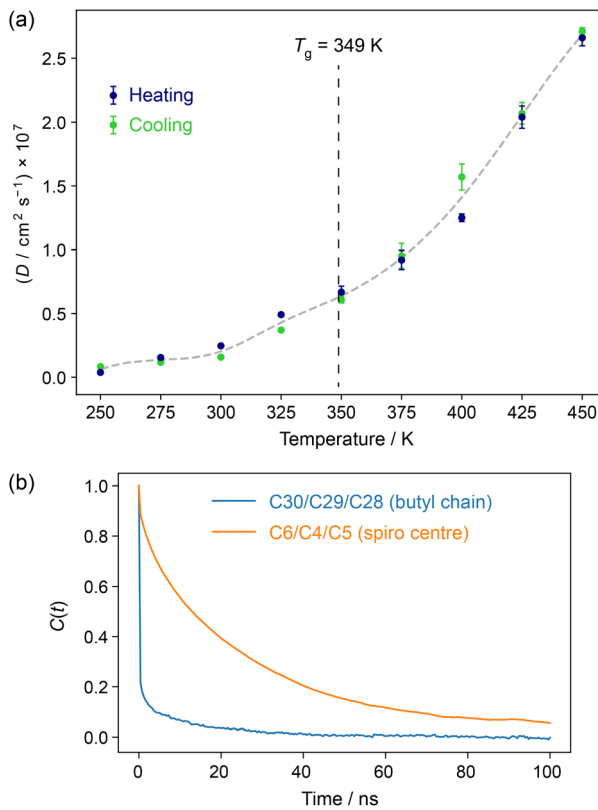 (a)
T_g = 349 K
Heating
Cooling
2.5
2.0
1.5
1.0
0.5
0.0
(D / cm² s⁻¹) × 10⁷
250 275 300 325 350 375 400 425 450
Temperature / K
(b)
C30/C29/C28 (butyl chain)
C6/C4/C5 (spiro centre)
1.0
0.8
0.6
0.4
0.2
0.0
C(t)
0 20 40 60 80 100
Time / ns